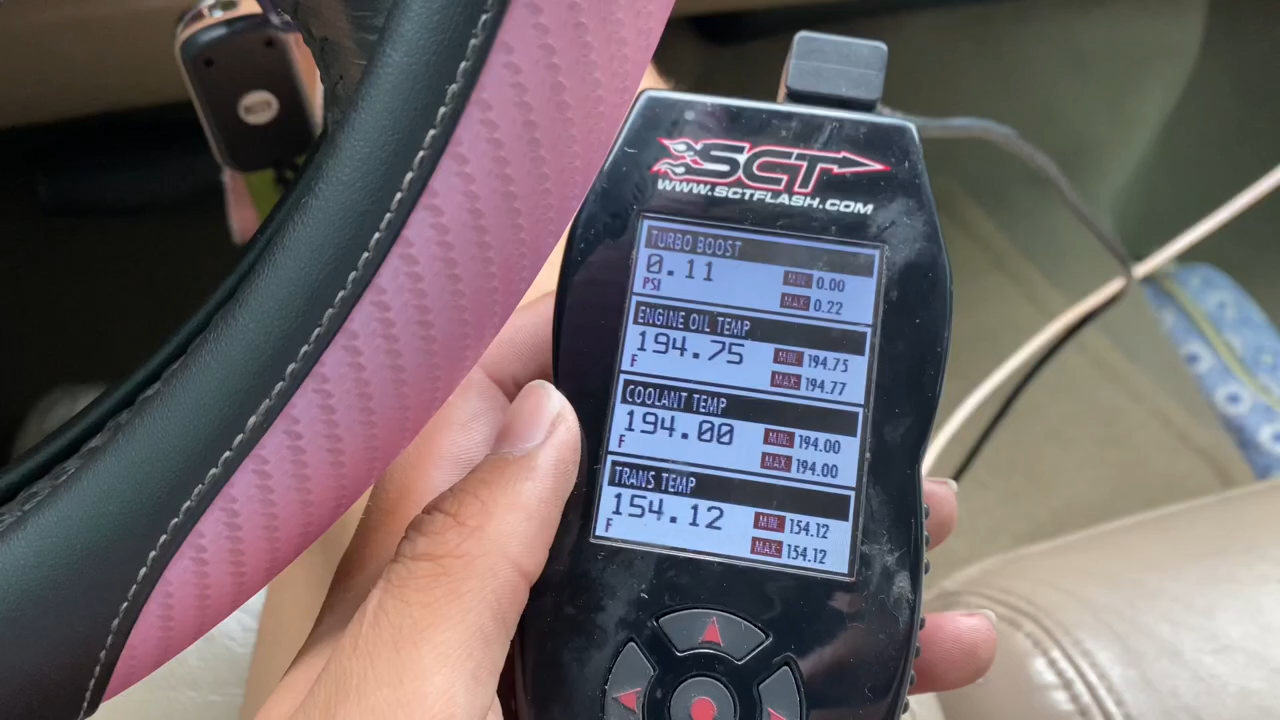 SCT
WWW.SCTFLASH.COM
TURBO BOOST
0.11
PSI
MIN: 0.00
MAX: 0.22
ENGINE OIL TEMP
194.75
F
MIN: 194.75
MAX: 194.77
COOLANT TEMP
194.00
F
MIN: 194.00
MAX: 194.00
TRANS TEMP
154.12
F
MIN: 154.12
MAX: 154.12